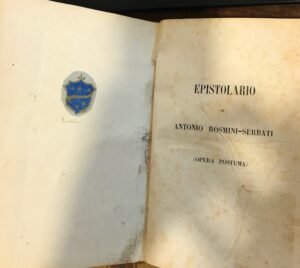 EPISTOLARIO
DI
ANTONIO ROSMINI-SERBATI
(OPERA POSTUMA)